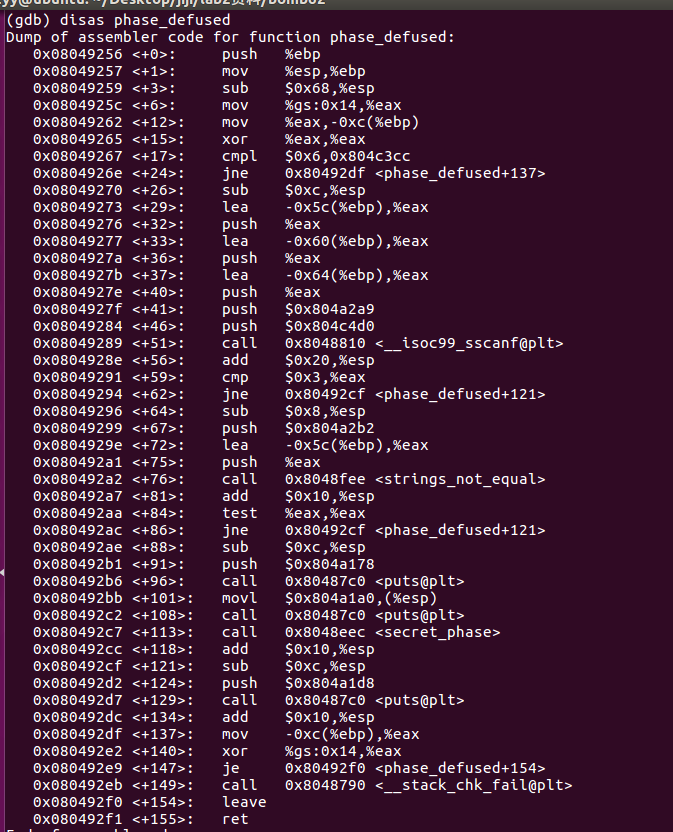 yy@ubuntu: ~/Desktop/jiji/lab2资料/bomb62
(gdb) disas phase_defused
Dump of assembler code for function phase_defused:
0x08049256 <+0>: push %ebp
0x08049257 <+1>: mov %esp,%ebp
0x08049259 <+3>: sub $0x68,%esp
0x0804925c <+6>: mov %gs:0x14,%eax
0x08049262 <+12>: mov %eax,-0xc(%ebp)
0x08049265 <+15>: xor %eax,%eax
0x08049267 <+17>: cmpl $0x6,0x804c3cc
0x0804926e <+24>: jne 0x80492df <phase_defused+137>
0x08049270 <+26>: sub $0xc,%esp
0x08049273 <+29>: lea -0x5c(%ebp),%eax
0x08049276 <+32>: push %eax
0x08049277 <+33>: lea -0x60(%ebp),%eax
0x0804927a <+36>: push %eax
0x0804927b <+37>: lea -0x64(%ebp),%eax
0x0804927e <+40>: push %eax
0x0804927f <+41>: push $0x804a2a9
0x08049284 <+46>: push $0x804c4d0
0x08049289 <+51>: call 0x8048810 <__isoc99_sscanf@plt>
0x0804928e <+56>: add $0x20,%esp
0x08049291 <+59>: cmp $0x3,%eax
0x08049294 <+62>: jne 0x80492cf <phase_defused+121>
0x08049296 <+64>: sub $0x8,%esp
0x08049299 <+67>: push $0x804a2b2
0x0804929e <+72>: lea -0x5c(%ebp),%eax
0x080492a1 <+75>: push %eax
0x080492a2 <+76>: call 0x8048fee <strings_not_equal>
0x080492a7 <+81>: add $0x10,%esp
0x080492aa <+84>: test %eax,%eax
0x080492ac <+86>: jne 0x80492cf <phase_defused+121>
0x080492ae <+88>: sub $0xc,%esp
0x080492b1 <+91>: push $0x804a178
0x080492b6 <+96>: call 0x80487c0 <puts@plt>
0x080492bb <+101>: movl $0x804a1a0,(%esp)
0x080492c2 <+108>: call 0x80487c0 <puts@plt>
0x080492c7 <+113>: call 0x8048eec <secret_phase>
0x080492cc <+118>: add $0x10,%esp
0x080492cf <+121>: sub $0xc,%esp
0x080492d2 <+124>: push $0x804a1d8
0x080492d7 <+129>: call 0x80487c0 <puts@plt>
0x080492dc <+134>: add $0x10,%esp
0x080492df <+137>: mov -0xc(%ebp),%eax
0x080492e2 <+140>: xor %gs:0x14,%eax
0x080492e9 <+147>: je 0x80492f0 <phase_defused+154>
0x080492eb <+149>: call 0x8048790 <__stack_chk_fail@plt>
0x080492f0 <+154>: leave
0x080492f1 <+155>: ret